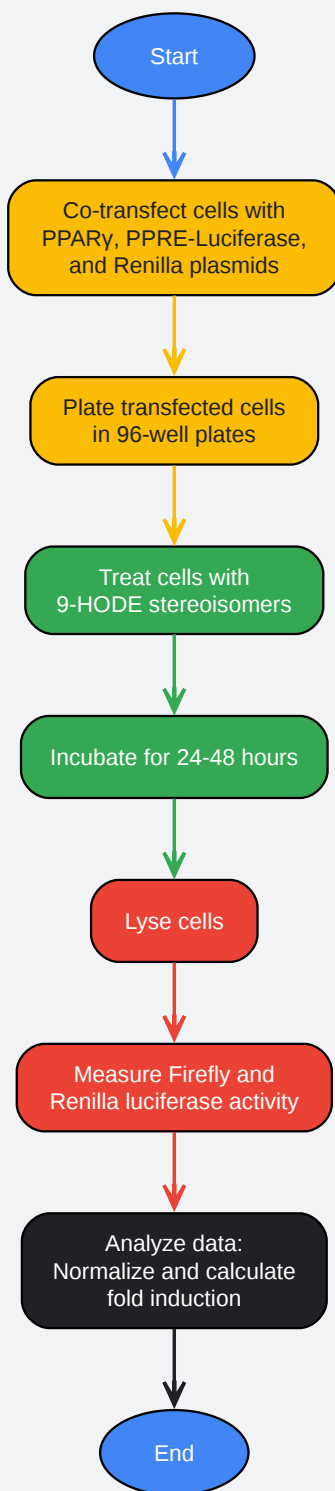 Start
Co-transfect cells with
PPARγ, PPRE-Luciferase,
and Renilla plasmids
Plate transfected cells
in 96-well plates
Treat cells with
9-HODE stereoisomers
Incubate for 24-48 hours
Lyse cells
Measure Firefly and
Renilla luciferase activity
Analyze data:
Normalize and calculate
fold induction
End